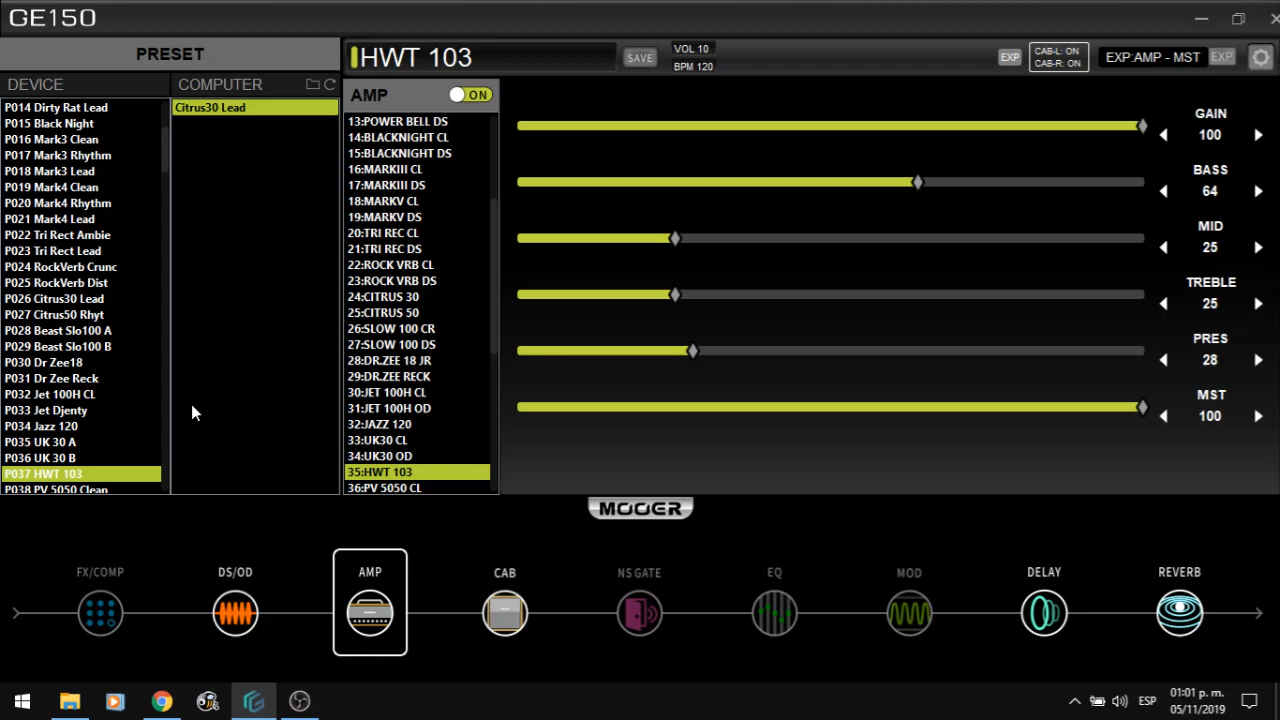 GE150
PRESET
DEVICE
COMPUTER
P014 Dirty Rat Lead
P015 Black Night
P016 Mark3 Clean
P017 Mark3 Rhythm
P018 Mark3 Lead
P019 Mark4 Clean
P020 Mark4 Rhythm
P021 Mark4 Lead
P022 Tri Rect Ambie
P023 Tri Rect Lead
P024 RockVerb Crunc
P025 RockVerb Dist
P026 Citrus30 Lead
P027 Citrus50 Rhyt
P028 Beast Slo100 A
P029 Beast Slo100 B
P030 Dr Zee18
P031 Dr Zee Reck
P032 Jet 100H CL
P033 Jet Djenty
P034 Jazz 120
P035 UK 30 A
P036 UK 30 B
P037 HWT 103
P038 PV 5050 Clean
Citrus30 Lead
HWT 103
SAVE
VOL 10
BPM 120
EXP
CAB-L: ON
CAB-R: ON
EXP:AMP - MST
EXP
AMP
ON
13:POWER BELL DS
14:BLACKNIGHT CL
15:BLACKNIGHT DS
16:MARKIII CL
17:MARKIII DS
18:MARKV CL
19:MARKV DS
20:TRI REC CL
21:TRI REC DS
22:ROCK VRB CL
23:ROCK VRB DS
24:CITRUS 30
25:CITRUS 50
26:SLOW 100 CR
27:SLOW 100 DS
28:DR.ZEE 18 JR
29:DR.ZEE RECK
30:JET 100H CL
31:JET 100H OD
32:JAZZ 120
33:UK30 CL
34:UK30 OD
35:HWT 103
36:PV 5050 CL
GAIN
100
BASS
64
MID
25
TREBLE
25
PRES
28
MST
100
MOOER
FX/COMP
DS/OD
AMP
CAB
NS GATE
EQ
MOD
DELAY
REVERB
ESP
01:01 p. m.
05/11/2019